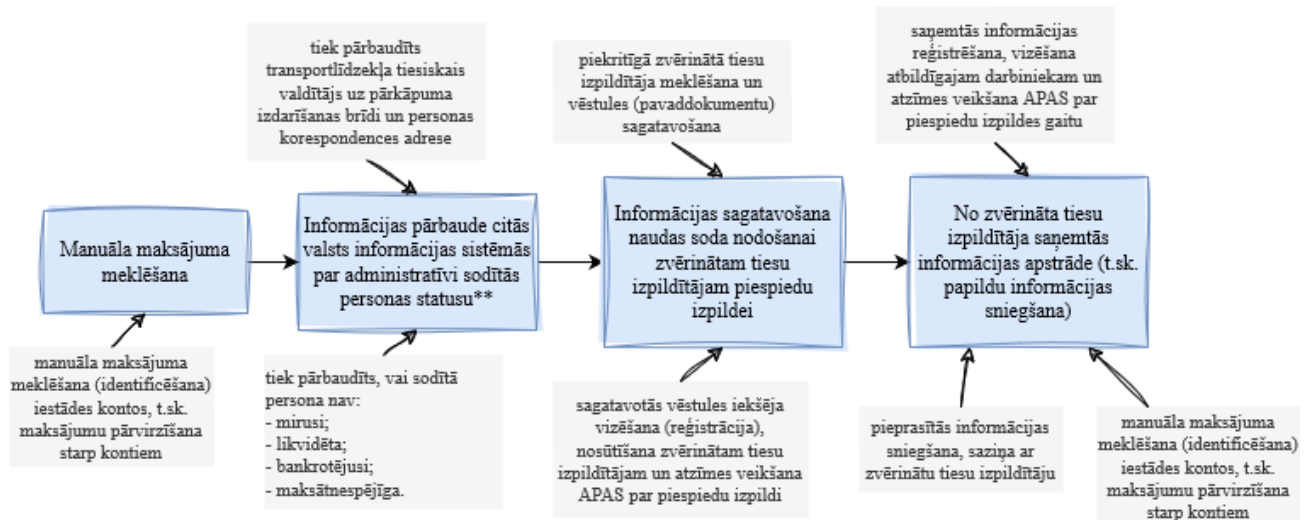 tiek pārbaudīts
transportlīdzekļa tiesiskais
valdītājs uz pārkāpuma
izdarīšanas brīdi un personas
korespondences adrese
piekritīgā zvērinātā tiesu
izpildītāja meklēšana un
vēstules (pavaddokumentu)
sagatavošana
saņemtās informācijas
reģistrēšana, vizēšana
atbildīgajam darbiniekam un
atzīmes veikšana APAS par
piespiedu izpildes gaitu
Manuāla maksājuma
meklēšana
Informācijas pārbaude citās
valsts informācijas sistēmās
par administratīvi sodītās
personas statusu**
Informācijas sagatavošana
naudas soda nodošanai
zvērinātam tiesu
izpildītājam piespiedu
izpildei
No zvērināta tiesu
izpildītāja saņemtās
informācijas apstrāde (t.sk.
papildu informācijas
sniegšana)
manuāla maksājuma
meklēšana (identificēšana)
iestādes kontos, t.sk.
maksājumu pārvirzīšana
starp kontiem
tiek pārbaudīts, vai sodītā
persona nav:
- mirusi;
- likvidēta;
- bankrotējusi;
- maksātnespējīga.
sagatavotās vēstules iekšēja
vizēšana (reģistrācija),
nosūtīšana zvērinātam tiesu
izpildītājam un atzīmes veikšana
APAS par piespiedu izpildi
pieprasītās informācijas
sniegšana, saziņa ar
zvērinātu tiesu izpildītāju
manuāla maksājuma
meklēšana (identificēšana)
iestādes kontos, t.sk.
maksājumu pārvirzīšana
starp kontiem